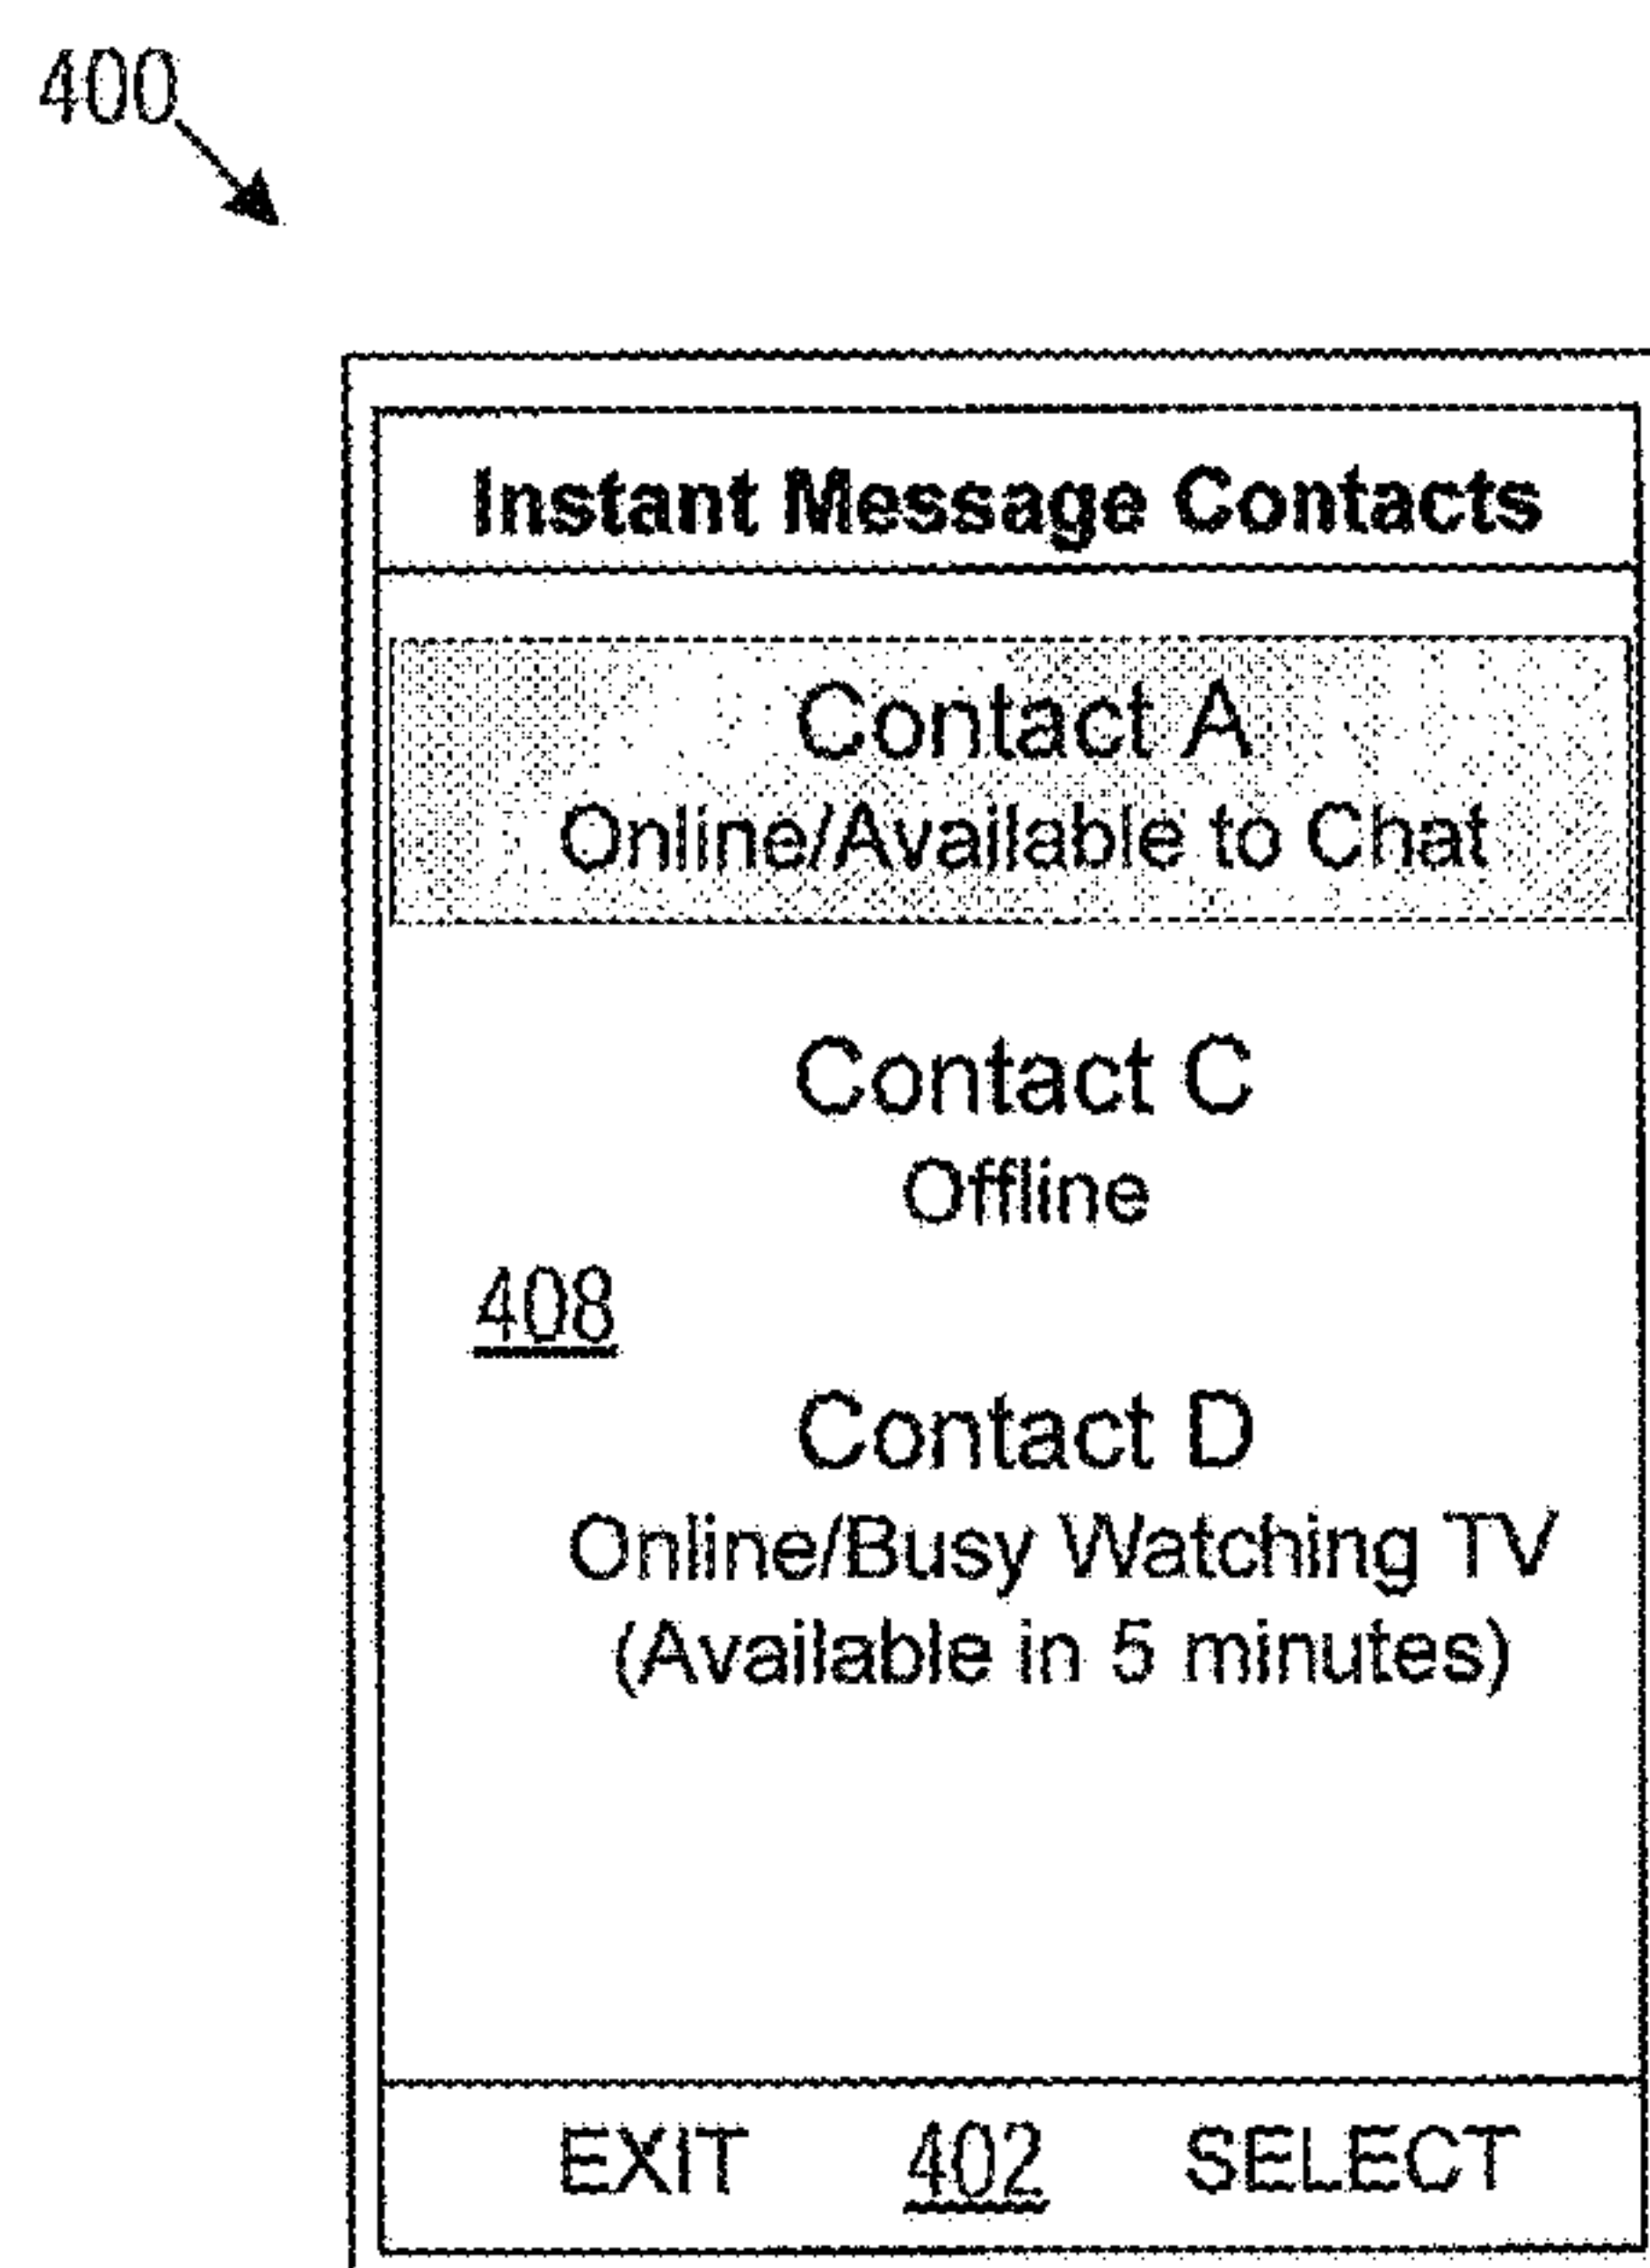 400
Instant Message Contacts
Contact A
Online/Available to Chat
Contact C
Offline
408
Contact D
Online/Busy Watching TV
(Available in 5 minutes)
EXIT 402 SELECT